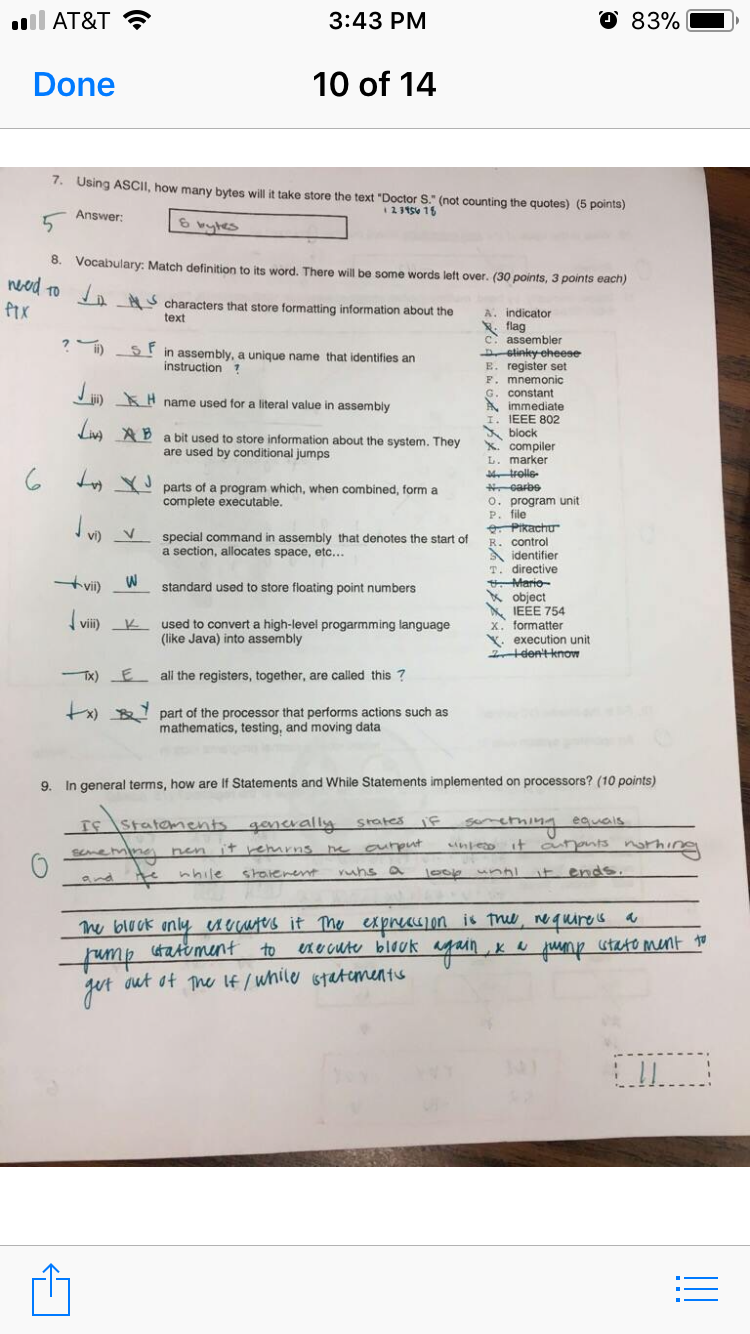 AT&T 3:43 PM 83%
Done 10 of 14
7. Using ASCII, how many bytes will it take store the text "Doctor S." (not counting the quotes) (5 points)
1 2 3 4 5 6 7 8
5 Answer: 8 bytes
8. Vocabulary: Match definition to its word. There will be some words left over. (30 points, 3 points each)
need to
fix
i) S characters that store formatting information about the
text
? ii) S F in assembly, a unique name that identifies an
instruction ?
iii) H name used for a literal value in assembly
iv) B a bit used to store information about the system. They
are used by conditional jumps
6 v) J parts of a program which, when combined, form a
complete executable.
vi) V special command in assembly that denotes the start of
a section, allocates space, etc...
vii) W standard used to store floating point numbers
viii) K used to convert a high-level progarmming language
(like Java) into assembly
ix) E all the registers, together, are called this ?
x) Y part of the processor that performs actions such as
mathematics, testing, and moving data
A. indicator
B. flag
C. assembler
D. stinky cheese
E. register set
F. mnemonic
G. constant
H. immediate
I. IEEE 802
J. block
K. compiler
L. marker
M. trolls
N. carbs
O. program unit
P. file
Q. Pikachu
R. control
S. identifier
T. directive
U. Mario
V. object
W. IEEE 754
X. formatter
Y. execution unit
Z. I don't know
9. In general terms, how are If Statements and While Statements implemented on processors? (10 points)
If Statements generally states if something equals
something then it returns the output unless it outputs nothing
0 and the while statement runs a loop until it ends.
The block only executes if the expression is true, requires a
jump statement to execute block again, & a jump statement to
get out of the if/while statements
11